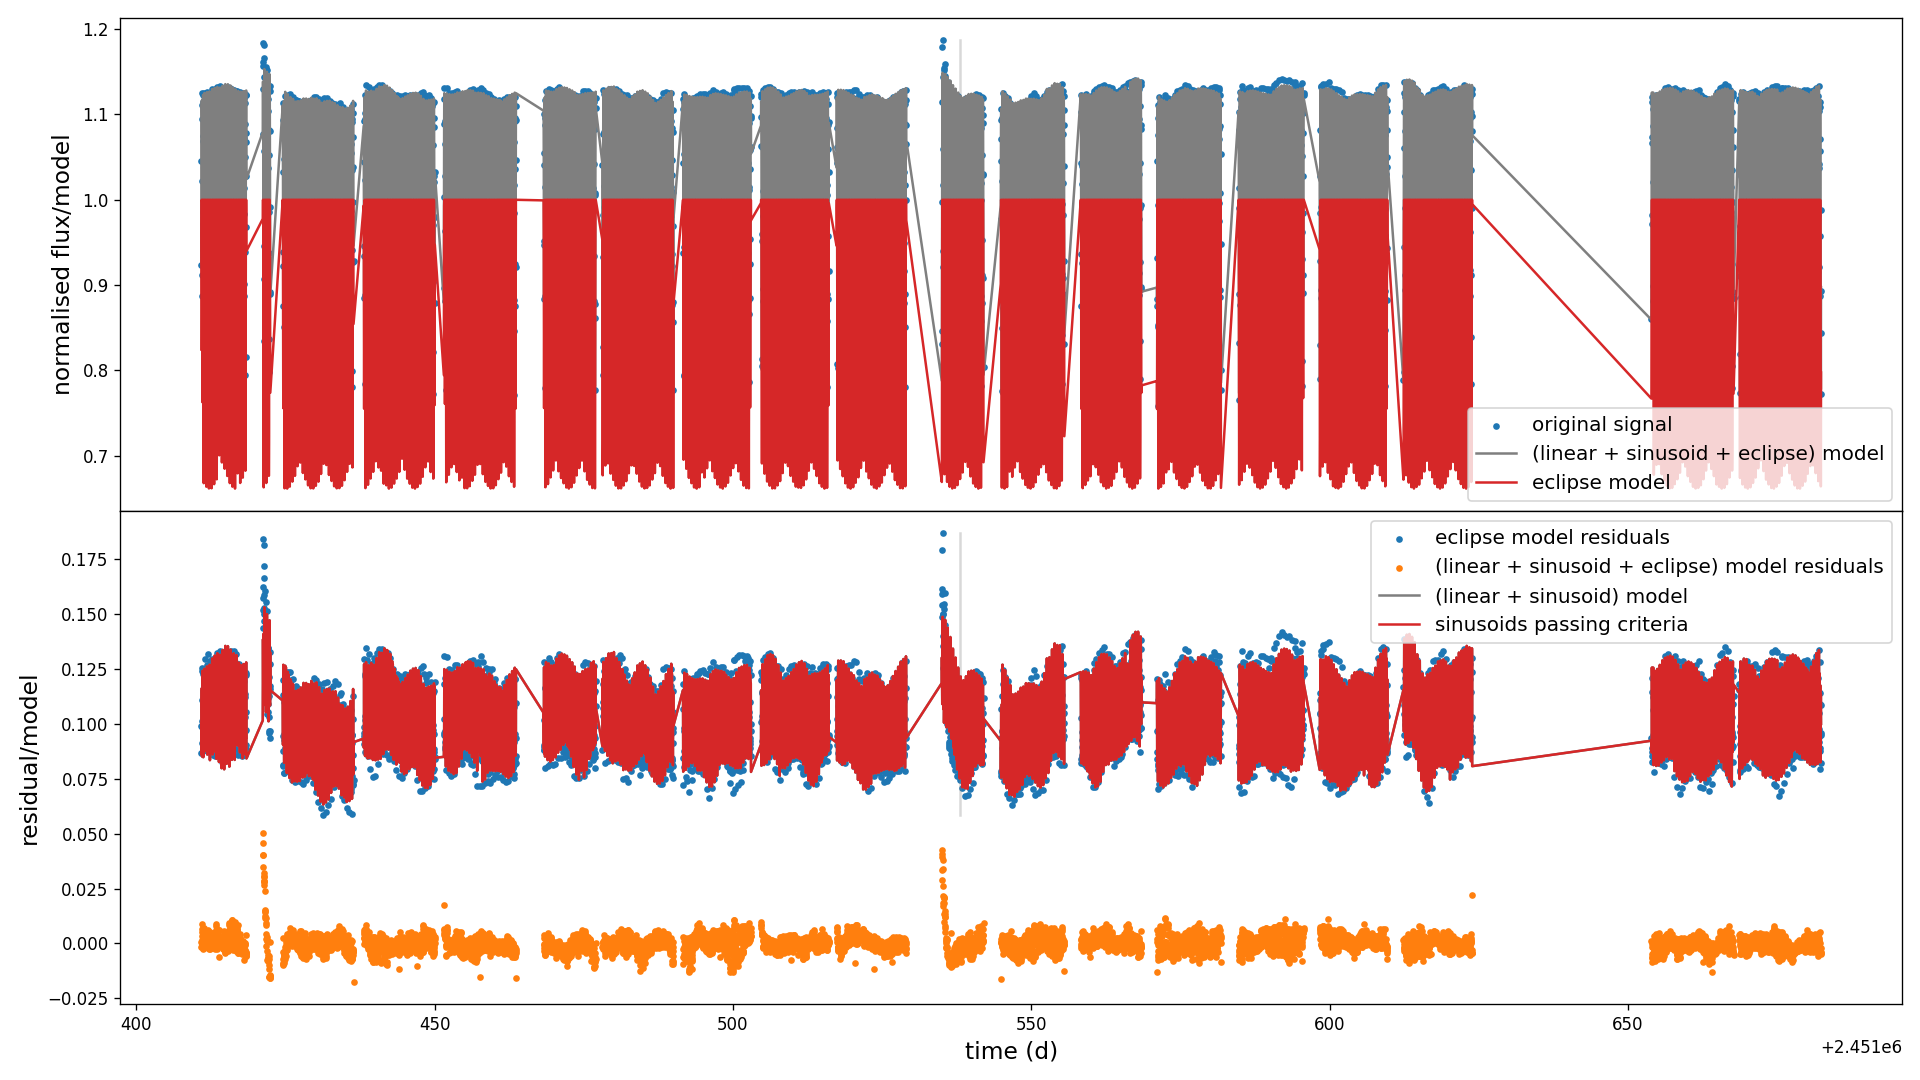 normalised flux/model
1.2
1.1
1.0
0.9
0.8
0.7
original signal
(linear + sinusoid + eclipse) model
eclipse model
residual/model
0.175
0.150
0.125
0.100
0.075
0.050
0.025
0.000
−0.025
eclipse model residuals
(linear + sinusoid + eclipse) model residuals
(linear + sinusoid) model
sinusoids passing criteria
400 450 500 550 600 650
time (d)
+2.451e6